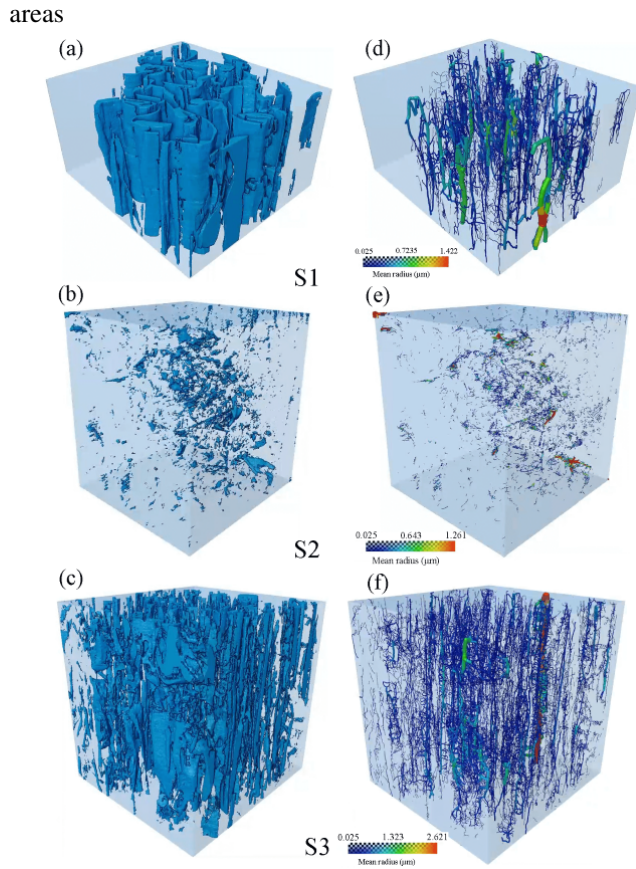 areas
(a)
(d)
0.025 0.7235 1.422
Mean radius (μm)
S1
(b)
(e)
0.025 0.643 1.261
Mean radius (μm)
S2
(c)
(f)
0.025 1.323 2.621
Mean radius (μm)
S3